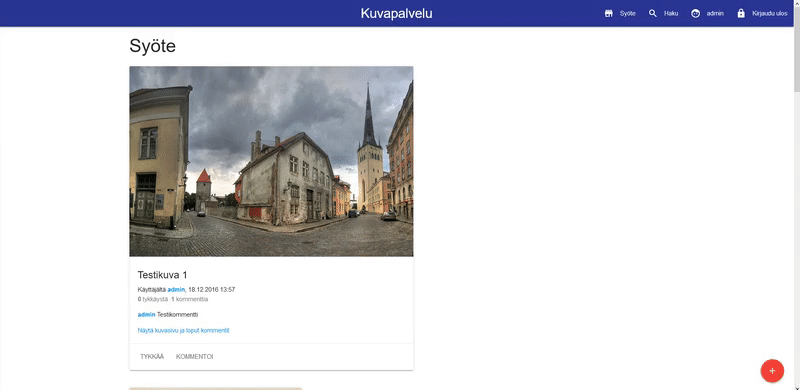 Kuvapalvelu
Syöte Haku admin Kirjaudu ulos
Syöte
Testikuva 1
Käyttäjältä admin, 18.12.2016 13:57
0 tykkäystä 1 kommenttia
admin Testikommentti
Näytä kuvasivu ja loput kommentit
TYKKÄÄ KOMMENTOI
+